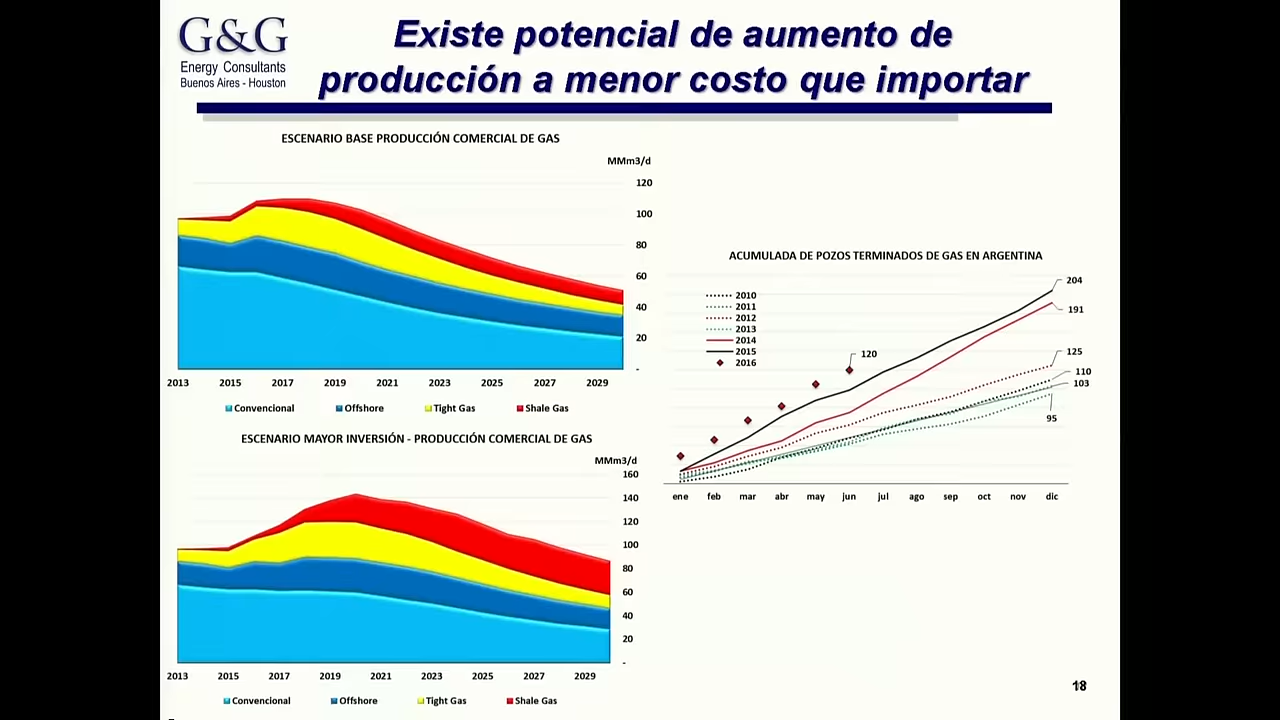 G&G
Energy Consultants
Buenos Aires - Houston
Existe potencial de aumento de
producción a menor costo que importar
ESCENARIO BASE PRODUCCIÓN COMERCIAL DE GAS
MMm3/d
120
100
80
60
40
20
-
2013 2015 2017 2019 2021 2023 2025 2027 2029
Convencional Offshore Tight Gas Shale Gas
ESCENARIO MAYOR INVERSIÓN - PRODUCCIÓN COMERCIAL DE GAS
MMm3/d
160
140
120
100
80
60
40
20
-
2013 2015 2017 2019 2021 2023 2025 2027 2029
Convencional Offshore Tight Gas Shale Gas
ACUMULADA DE POZOS TERMINADOS DE GAS EN ARGENTINA
2010
2011
2012
2013
2014
2015
2016
120
204
191
125
110
103
95
ene feb mar abr may jun jul ago sep oct nov dic
18